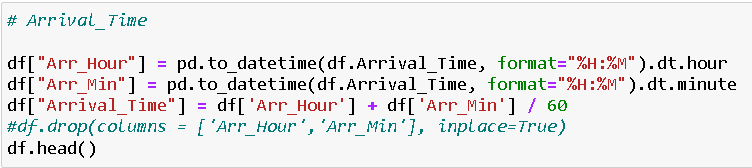 # Arrival_Time
df["Arr_Hour"] = pd.to_datetime(df.Arrival_Time, format="%H:%M").dt.hour
df["Arr_Min"] = pd.to_datetime(df.Arrival_Time, format="%H:%M").dt.minute
df["Arrival_Time"] = df['Arr_Hour'] + df['Arr_Min'] / 60
#df.drop(columns = ['Arr_Hour','Arr_Min'], inplace=True)
df.head()